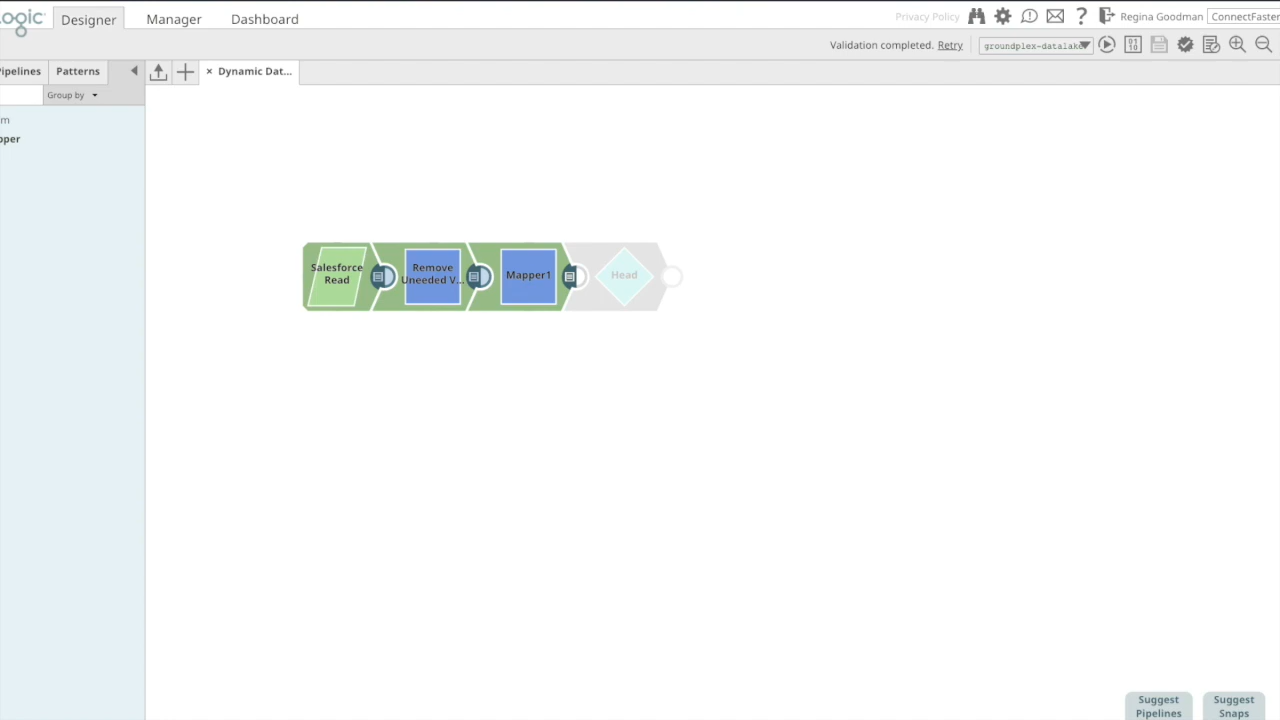 ogic
Designer
Manager
Dashboard
Privacy Policy
Regina Goodman
ConnectFaster
Validation completed. Retry
groundplex-datalake
ipelines
Patterns
× Dynamic Dat...
Group by
m
pper
Salesforce
Read
Remove
Uneeded V...
Mapper1
Head
Suggest
Pipelines
Suggest
Snaps